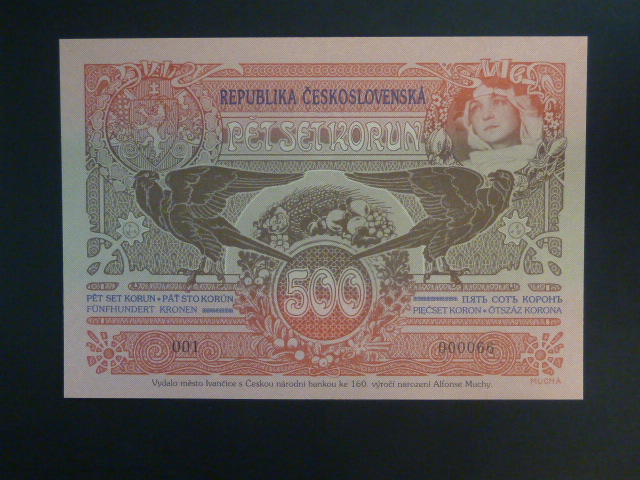 REPUBLIKA ČESKOSLOVENSKÁ
PĚT SET KORUN
500
PĚT SET KORUN • PÄŤ STO KORÚN
FÜNFHUNDERT KRONEN
ПЯТЬ СОТЪ КОРОНЪ
PIEĆSET KORON • ÖTSZÁZ KORONA
001
000066
MUCHA
Vydalo město Ivančice s Českou národní bankou ke 160. výročí narození Alfonse Muchy.